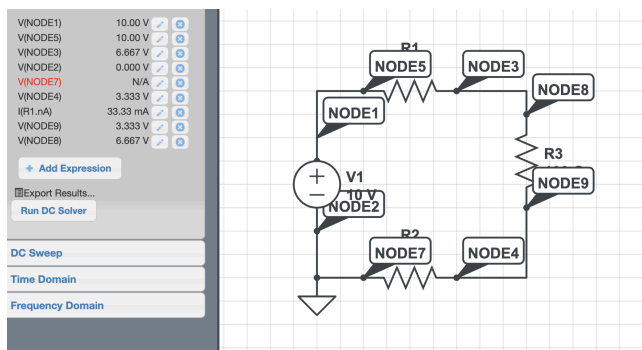 V(NODE1) 10.00 V
V(NODE5) 10.00 V
V(NODE3) 6.667 V
V(NODE2) 0.000 V
V(NODE7) N/A
V(NODE4) 3.333 V
I(R1.nA) 33.33 mA
V(NODE9) 3.333 V
V(NODE8) 6.667 V
+ Add Expression
Export Results...
Run DC Solver
DC Sweep
Time Domain
Frequency Domain
R1
NODE5
NODE3
NODE8
NODE1
R3
V1
10 V
NODE9
NODE2
R2
NODE7
NODE4